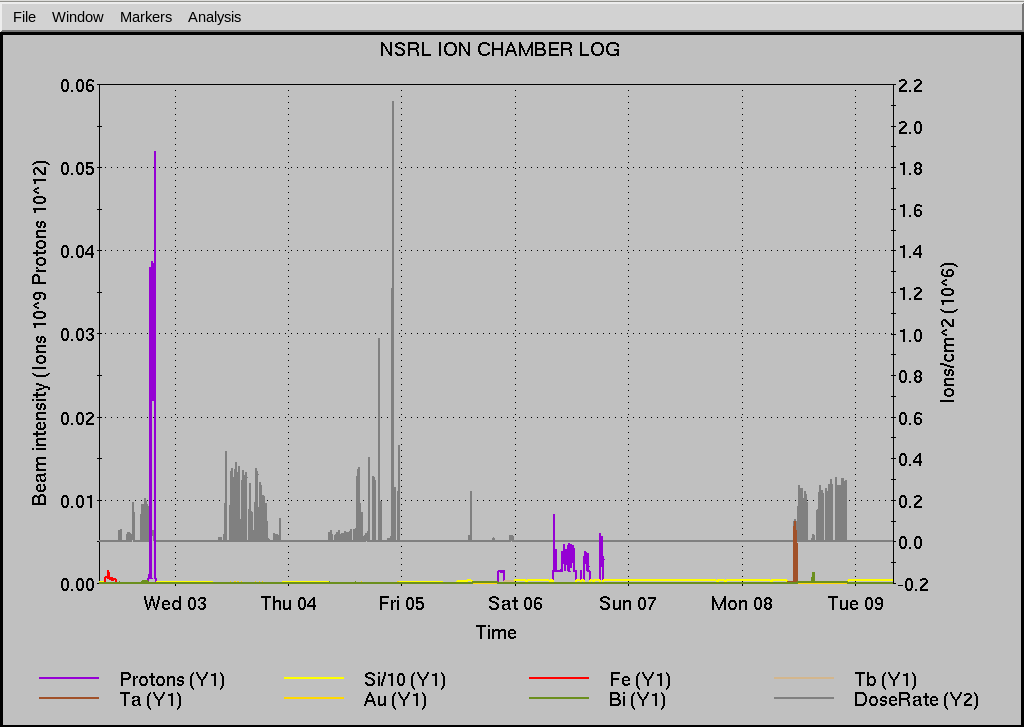 File Window Markers Analysis
NSRL ION CHAMBER LOG
0.06
0.05
0.04
0.03
0.02
0.01
0.00
Beam intensity (Ions 10^9 Protons 10^12)
2.2
2.0
1.8
1.6
1.4
1.2
1.0
0.8
0.6
0.4
0.2
0.0
-0.2
Ions/cm^2 (10^6)
Wed 03 Thu 04 Fri 05 Sat 06 Sun 07 Mon 08 Tue 09
Time
Protons (Y1) Si/10 (Y1) Fe (Y1) Tb (Y1)
Ta (Y1) Au (Y1) Bi (Y1) DoseRate (Y2)